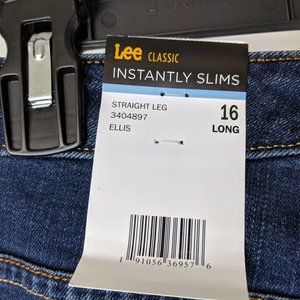 Lee CLASSIC
INSTANTLY SLIMS
STRAIGHT LEG
3404897
ELLIS
16
LONG
1 91056 36957 6